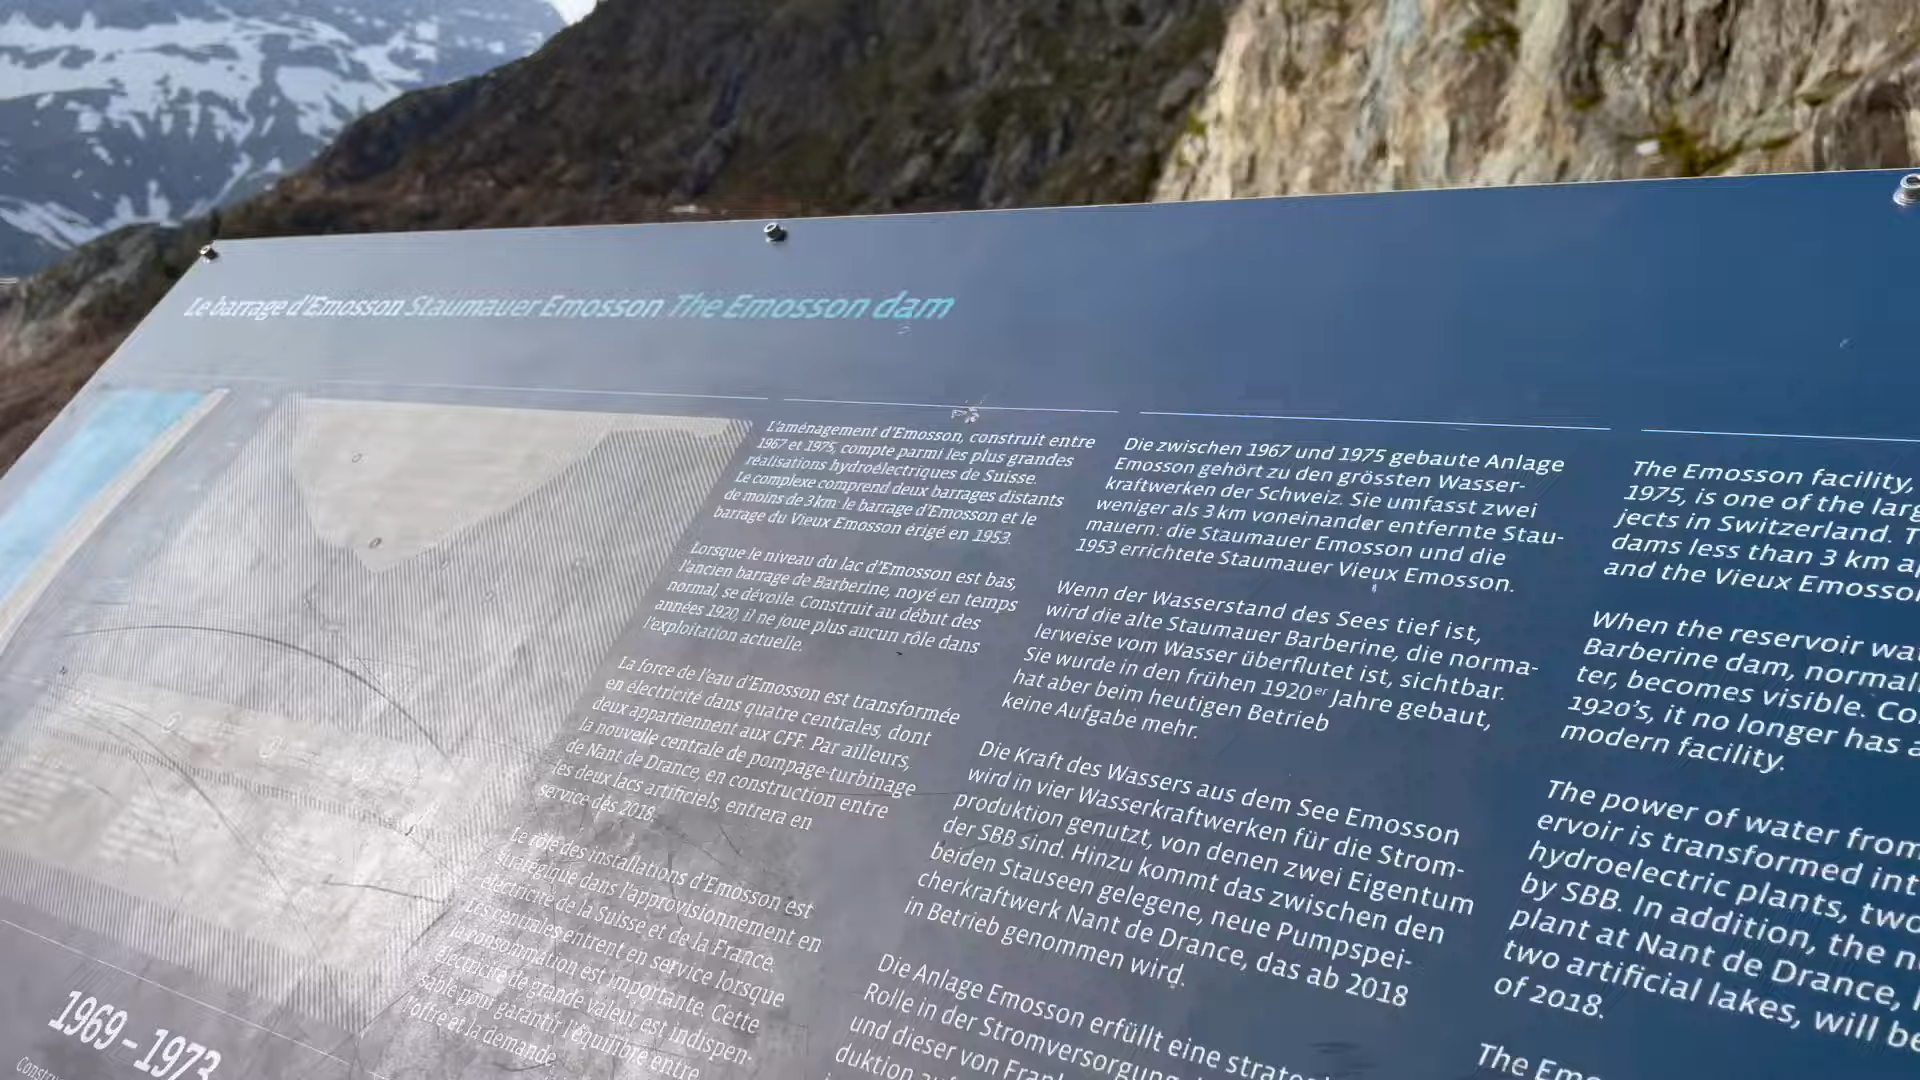 Le barrage d'Emosson Staumauer Emosson The Emosson dam
L'aménagement d'Emosson, construit entre
1967 et 1975, compte parmi les plus grandes
réalisations hydroélectriques de Suisse.
Le complexe comprend deux barrages distants
de moins de 3 km: le barrage d'Emosson et le
barrage du Vieux Emosson érigé en 1953.
Lorsque le niveau du lac d'Emosson est bas,
l'ancien barrage de Barberine, noyé en temps
normal, se dévoile. Construit au début des
années 1920, il ne joue plus aucun rôle dans
l'exploitation actuelle.
La force de l'eau d'Emosson est transformée
en électricité dans quatre centrales, dont
deux appartiennent aux CFF. Par ailleurs,
la nouvelle centrale de pompage-turbinage
de Nant de Drance, en construction entre
les deux lacs artificiels, entrera en
service dès 2018.
Le rôle des installations d'Emosson est
stratégique dans l'approvisionnement en
électricité de la Suisse et de la France.
Les centrales entrent en service lorsque
la consommation est importante. Cette
électricité de grande valeur est indispen-
sable pour garantir l'équilibre entre
l'offre et la demande.
Die zwischen 1967 und 1975 gebaute Anlage
Emosson gehört zu den grössten Wasser-
kraftwerken der Schweiz. Sie umfasst zwei
weniger als 3 km voneinander entfernte Stau-
mauern: die Staumauer Emosson und die
1953 errichtete Staumauer Vieux Emosson.
Wenn der Wasserstand des Sees tief ist,
wird die alte Staumauer Barberine, die norma-
lerweise vom Wasser überflutet ist, sichtbar.
Sie wurde in den frühen 1920er Jahre gebaut,
hat aber beim heutigen Betrieb
keine Aufgabe mehr.
Die Kraft des Wassers aus dem See Emosson
wird in vier Wasserkraftwerken für die Strom-
produktion genutzt, von denen zwei Eigentum
der SBB sind. Hinzu kommt das zwischen den
beiden Stauseen gelegene, neue Pumpspei-
cherkraftwerk Nant de Drance, das ab 2018
in Betrieb genommen wird.
Die Anlage Emosson erfüllt eine strateg
Rolle in der Stromversorgung
und dieser von Fran
duktion
The Emosson facility,
1975, is one of the larg
jects in Switzerland. T
dams less than 3 km a
and the Vieux Emosso
When the reservoir wat
Barberine dam, normall
ter, becomes visible. Co
1920's, it no longer has a
modern facility.
The power of water from
ervoir is transformed int
hydroelectric plants, two
by SBB. In addition, the n
plant at Nant de Drance,
two artificial lakes, will be
of 2018.
The Emo
1969 – 1973
Constru